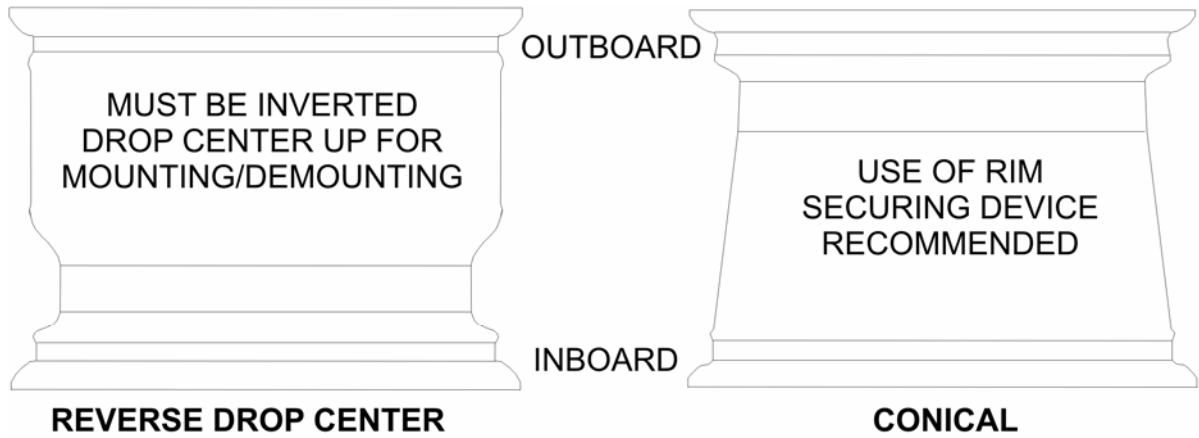 OUTBOARD
MUST BE INVERTED
DROP CENTER UP FOR
MOUNTING/DEMOUNTING
USE OF RIM
SECURING DEVICE
RECOMMENDED
INBOARD
REVERSE DROP CENTER
CONICAL